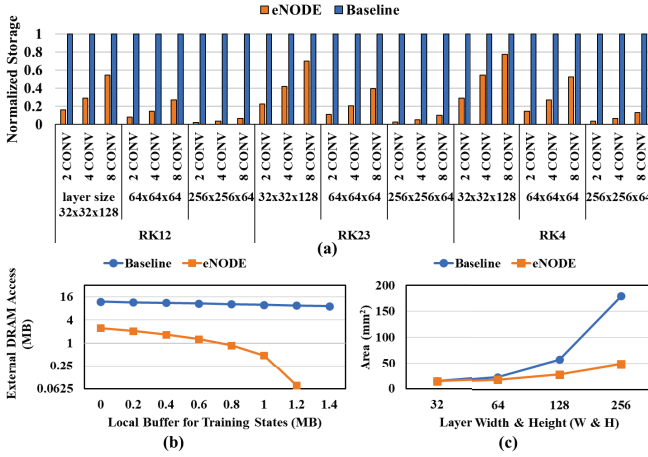 eNODE Baseline
Normalized Storage
1
0.8
0.6
0.4
0.2
0
2 CONV 4 CONV 8 CONV 2 CONV 4 CONV 8 CONV 2 CONV 4 CONV 8 CONV 2 CONV 4 CONV 8 CONV 2 CONV 4 CONV 8 CONV 2 CONV 4 CONV 8 CONV 2 CONV 4 CONV 8 CONV 2 CONV 4 CONV 8 CONV 2 CONV 4 CONV 8 CONV
layer size 64x64x64 256x256x64 32x32x128 64x64x64 256x256x64 32x32x128 64x64x64 256x256x64
32x32x128
RK12 RK23 RK4
(a)
Baseline eNODE
External DRAM Access
(MB)
16
4
1
0.25
0.0625
0 0.2 0.4 0.6 0.8 1 1.2 1.4
Local Buffer for Training States (MB)
(b)
Baseline eNODE
Area (mm²)
200
150
100
50
0
32 64 128 256
Layer Width & Height (W & H)
(c)